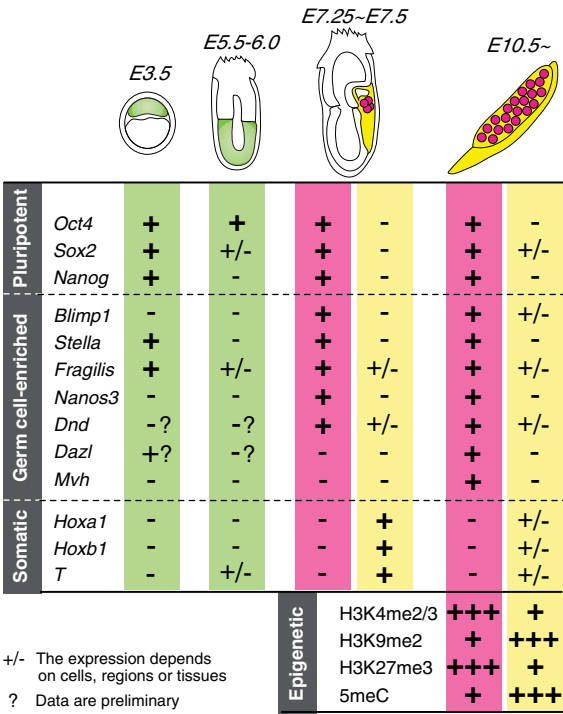 E3.5 E5.5-6.0 E7.25~E7.5 E10.5~
Pluripotent
Oct4 + + + - + -
Sox2 + +/- + - + +/-
Nanog + - + - + -
Germ cell-enriched
Blimp1 - - + - + +/-
Stella + - + - + -
Fragilis + +/- + +/- + +/-
Nanos3 - - + - + -
Dnd -? -? + +/- + +/-
Dazl +? -? - - + -
Mvh - - - - + -
Somatic
Hoxa1 - - - + - +/-
Hoxb1 - - - + - +/-
T - +/- - + - +/-
Epigenetic
H3K4me2/3 +++ +
H3K9me2 + +++
H3K27me3 +++ +
5meC + +++
+/- The expression depends
on cells, regions or tissues
? Data are preliminary